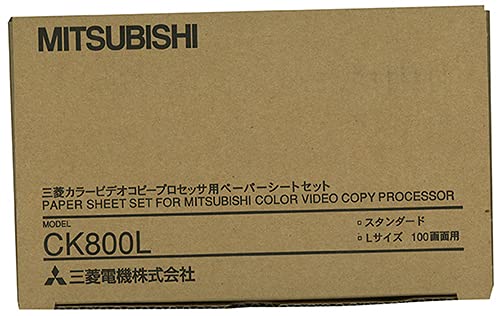 MITSUBISHI
三菱カラービデオコピープロセッサ用ペーパーシートセット
PAPER SHEET SET FOR MITSUBISHI COLOR VIDEO COPY PROCESSOR
MODEL
CK800L
スタンダード
Lサイズ 100画面用
三菱電機株式会社